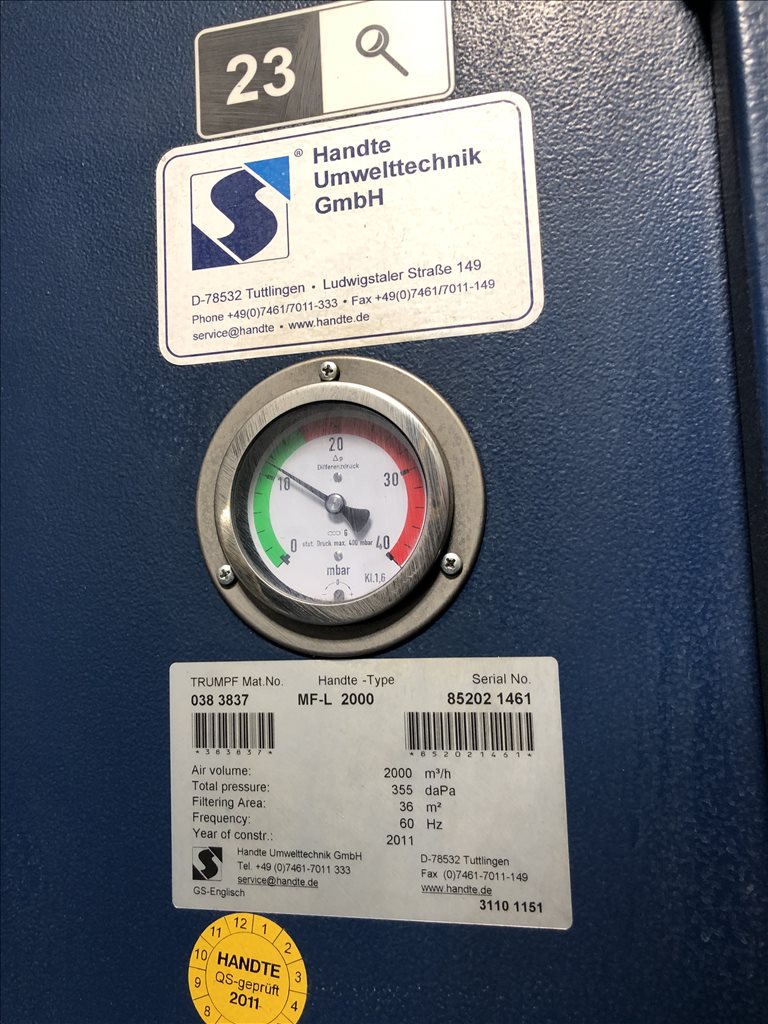 23
® Handte
Umwelttechnik
GmbH
D-78532 Tuttlingen • Ludwigstaler Straße 149
Phone +49(0)7461/7011-333 • Fax +49(0)7461/7011-149
service@handte • www.handte.de
20
Δp
Differenzdruck
10
30
G
0
stat. Druck max. 400 mbar
40
mbar
Kl.1,6
0
- +
TRUMPF Mat.No. Handte -Type Serial No.
038 3837 MF-L 2000 85202 1461
*383837* *852021461*
Air volume: 2000 m³/h
Total pressure: 355 daPa
Filtering Area: 36 m²
Frequency: 60 Hz
Year of constr.: 2011
Handte Umwelttechnik GmbH D-78532 Tuttlingen
Tel. +49 (0)7461-7011 333 Fax (0)7461-7011-149
service@handte.de www.handte.de
GS-Englisch 3110 1151
8 9 10 11 12 1 2 3 4
HANDTE
QS-geprüft
2011